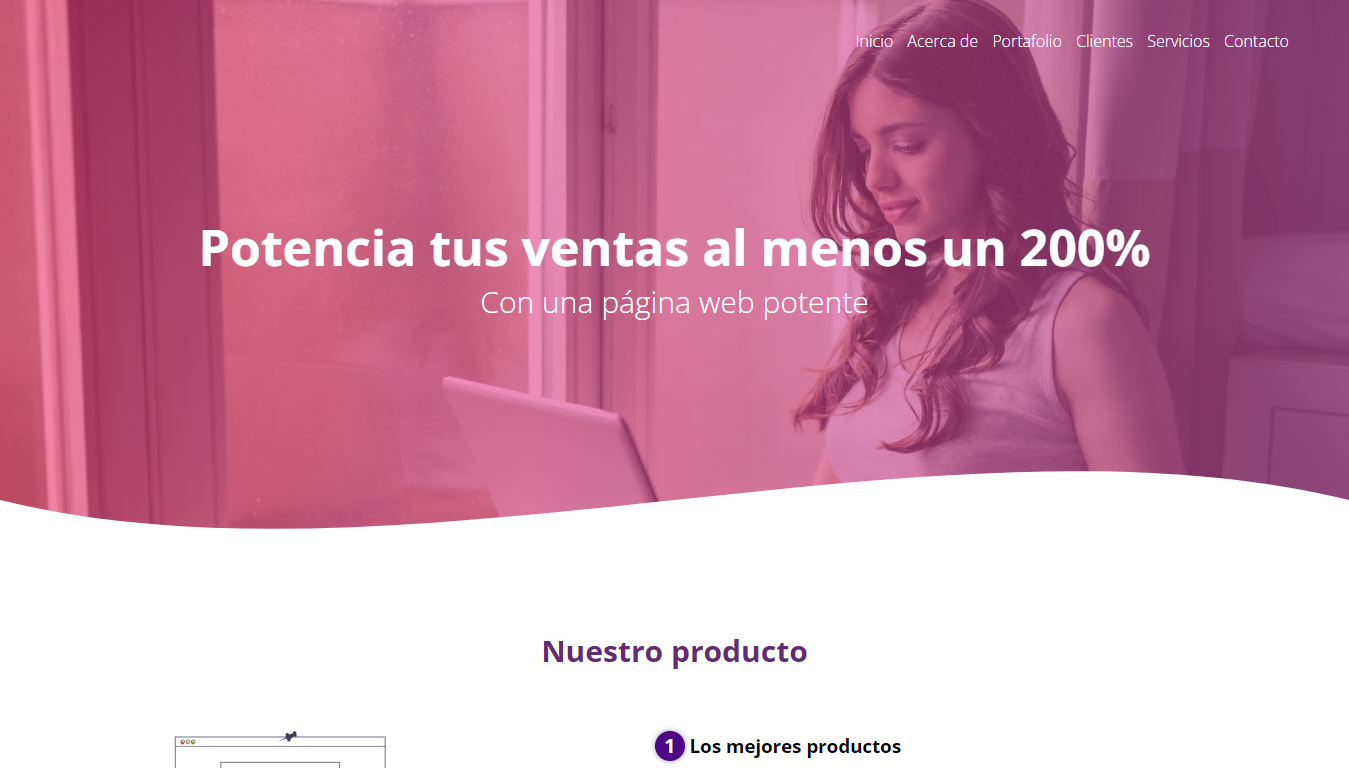 Inicio Acerca de Portafolio Clientes Servicios Contacto
Potencia tus ventas al menos un 200%
Con una página web potente
Nuestro producto
1 Los mejores productos